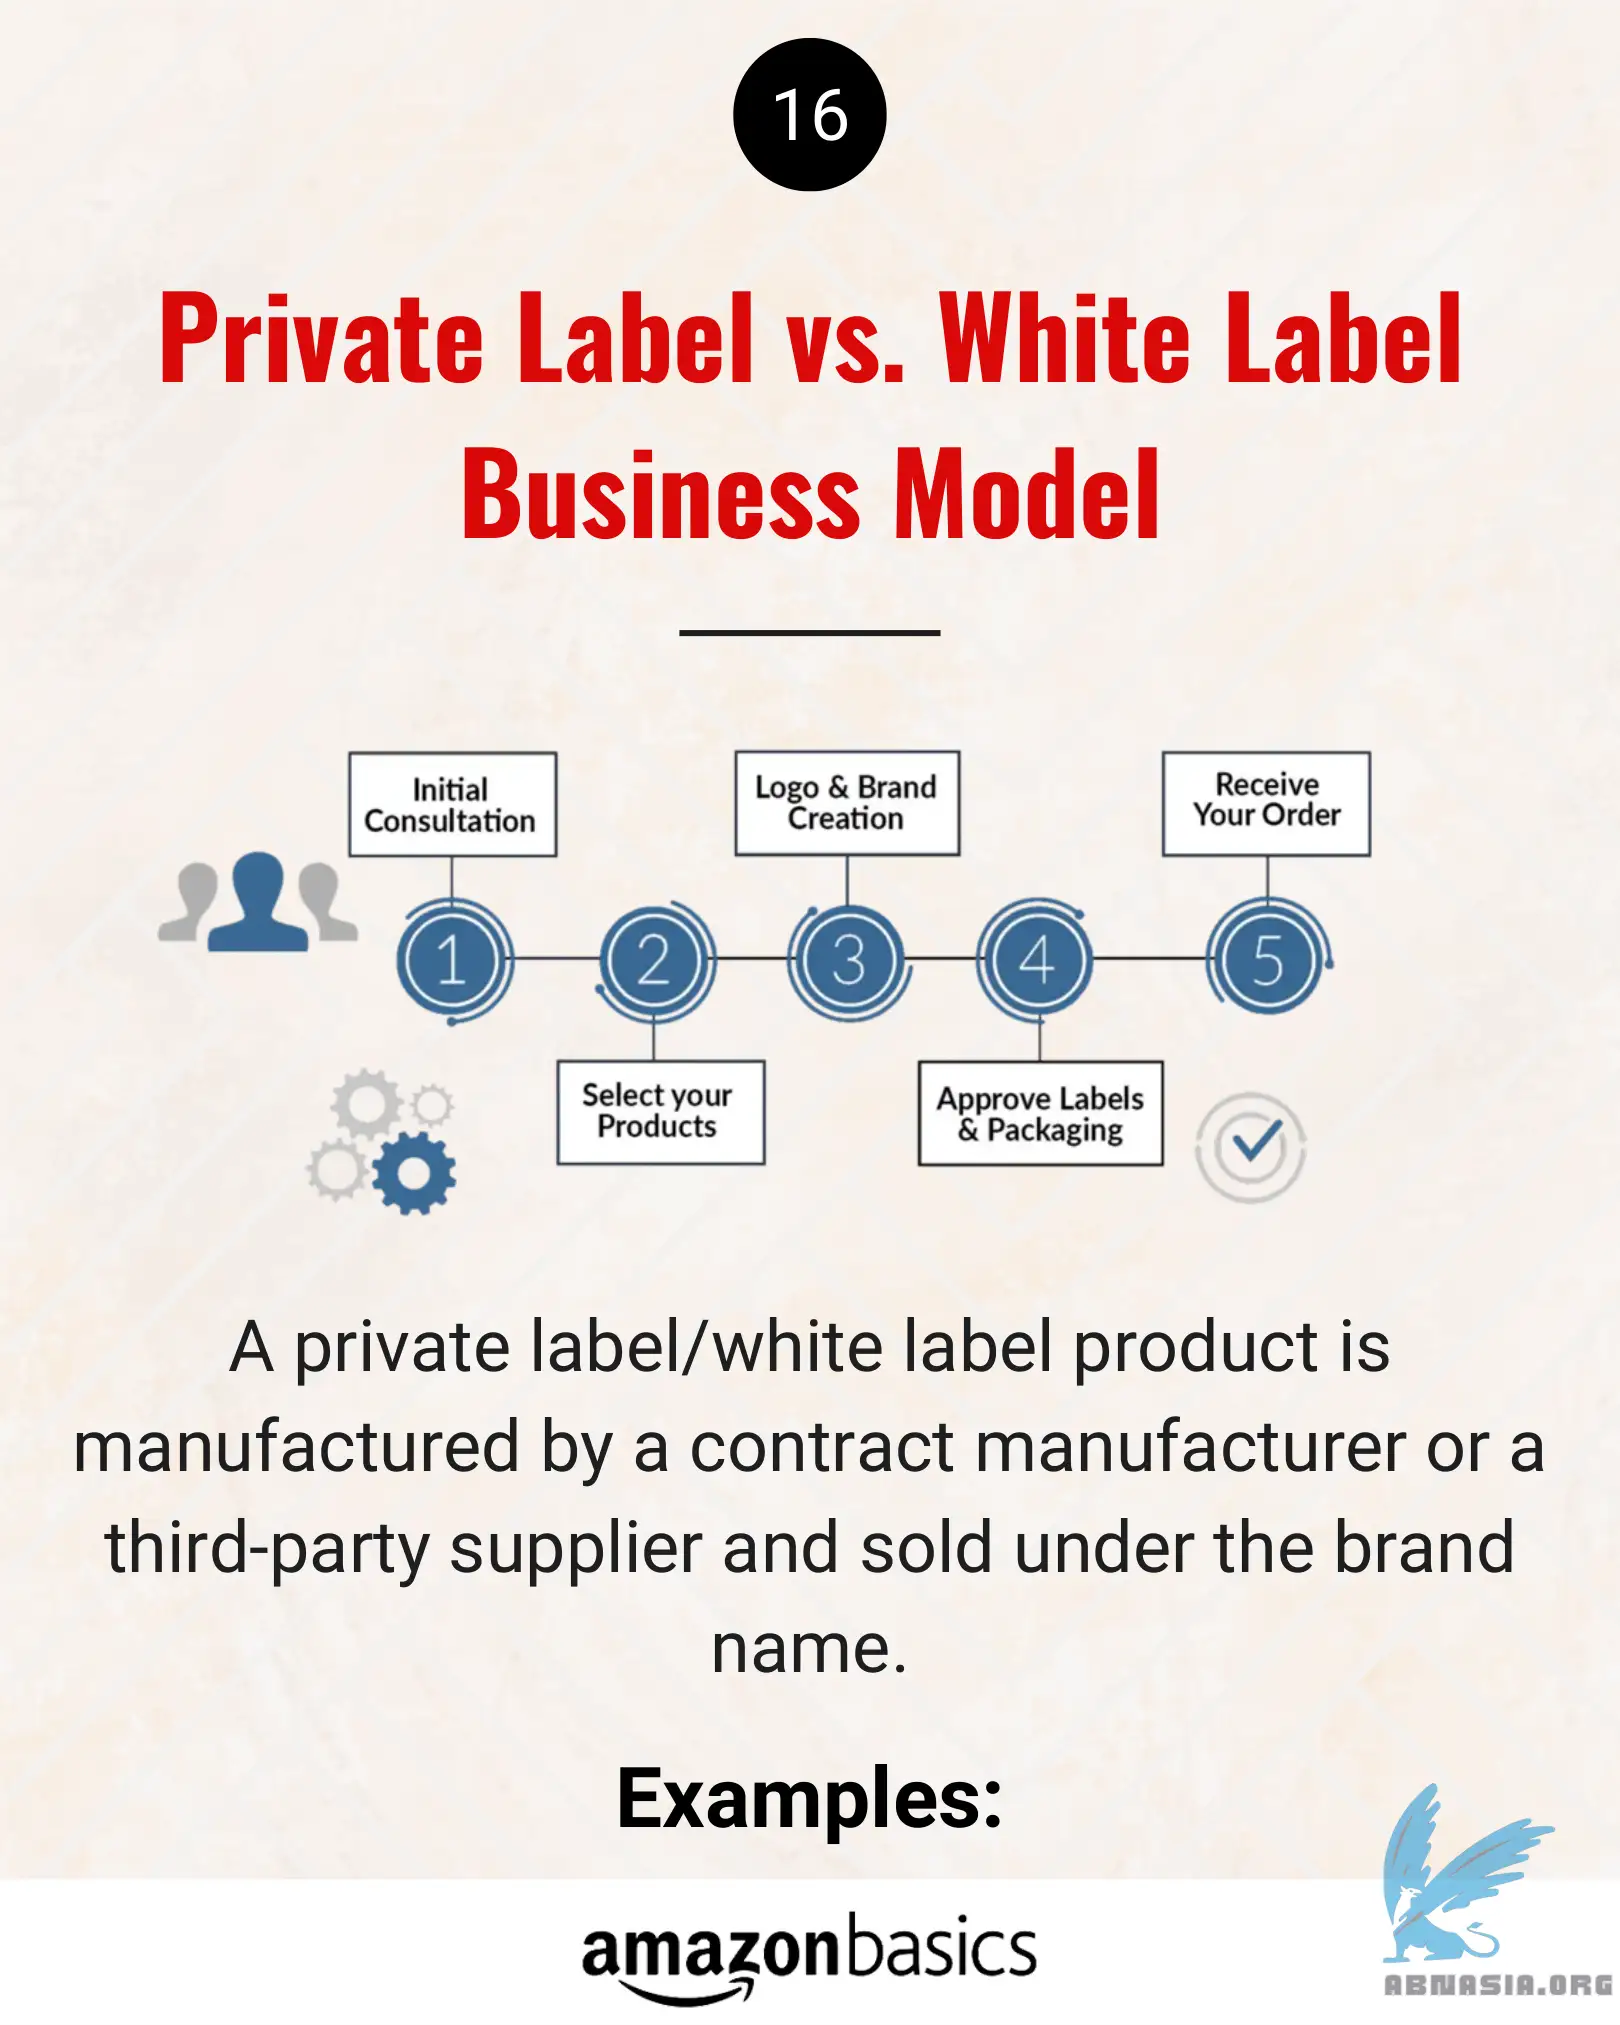 16
Private Label vs. White Label
Business Model
Initial
Consultation
Logo & Brand
Creation
Receive
Your Order
1
2
3
4
5
Select your
Products
Approve Labels
& Packaging
A private label/white label product is
manufactured by a contract manufacturer or a
third-party supplier and sold under the brand
name.
Examples:
amazonbasics
ABNASIA.ORG